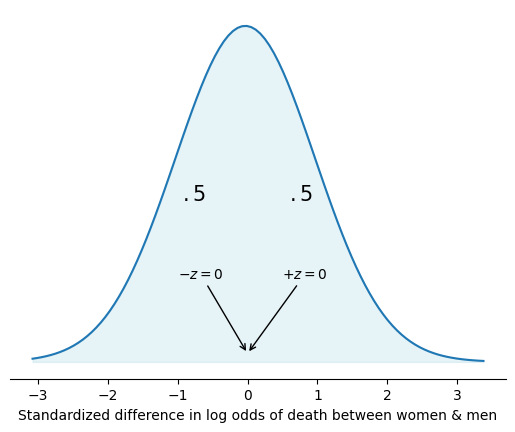 .5 .5
−z = 0 +z = 0
−3 −2 −1 0 1 2 3
Standardized difference in log odds of death between women & men